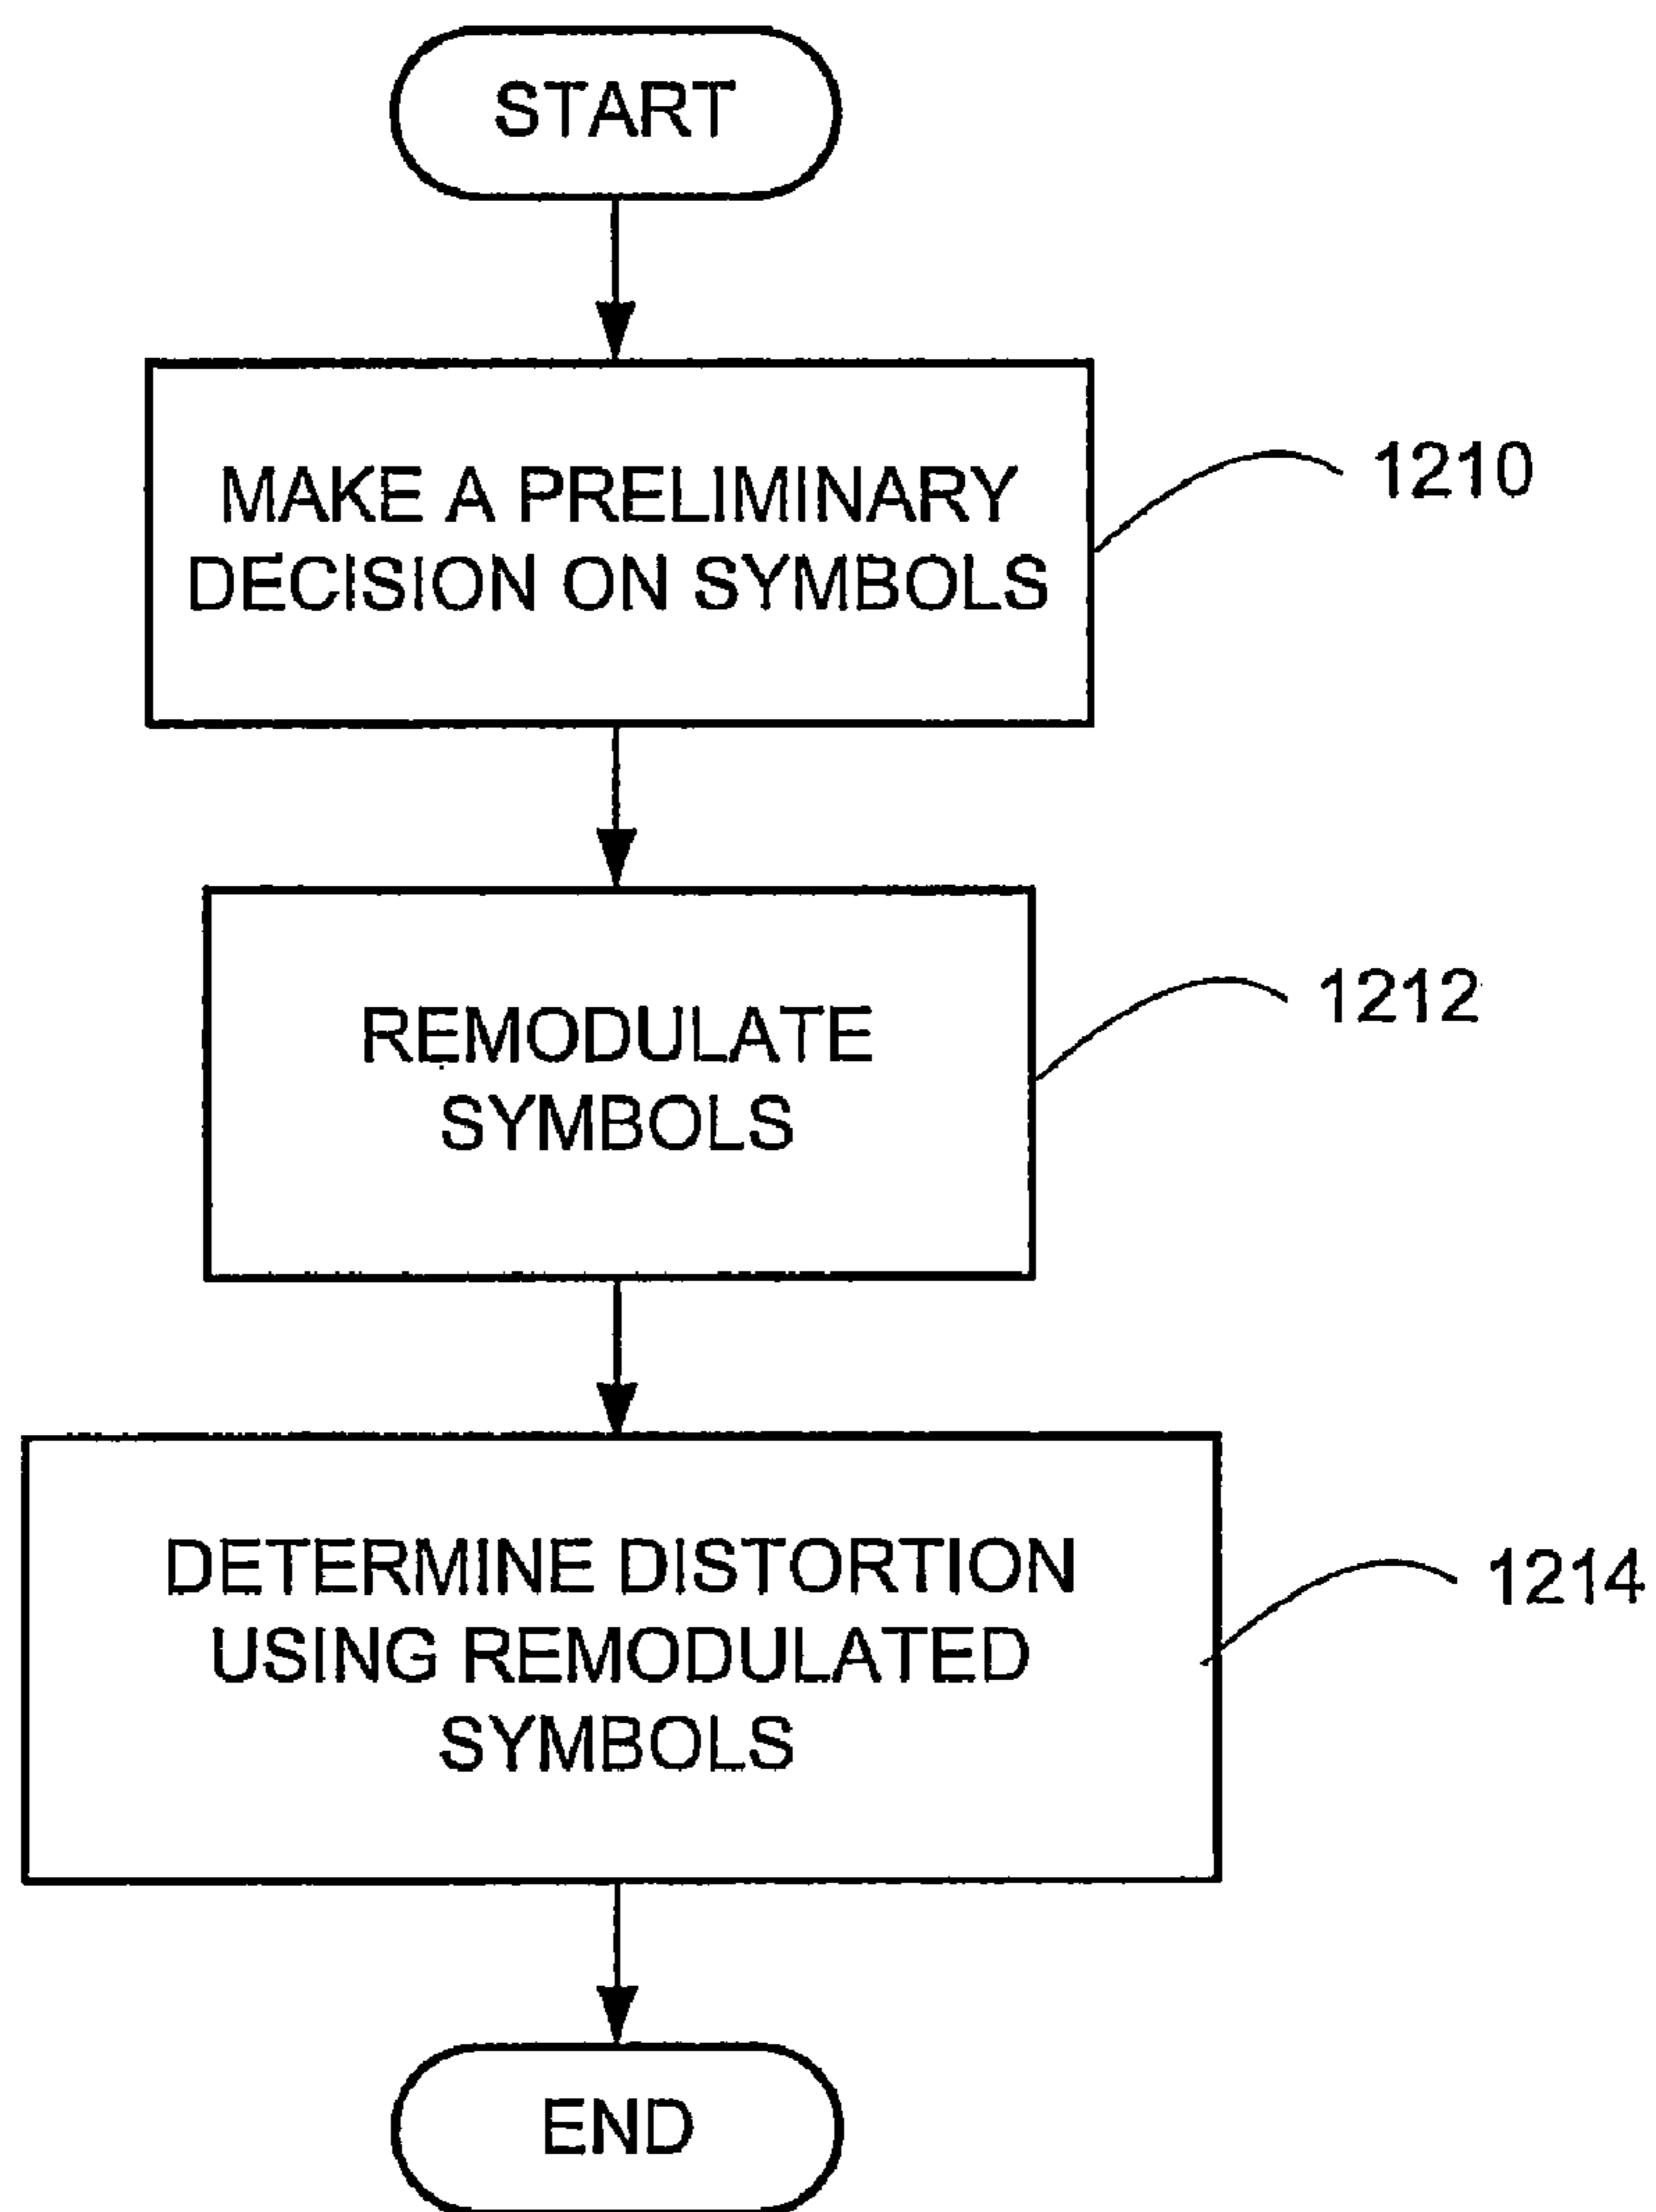 START
MAKE A PRELIMINARY
DECISION ON SYMBOLS
1210
REMODULATE
SYMBOLS
1212
DETERMINE DISTORTION
USING REMODULATED
SYMBOLS
1214
END